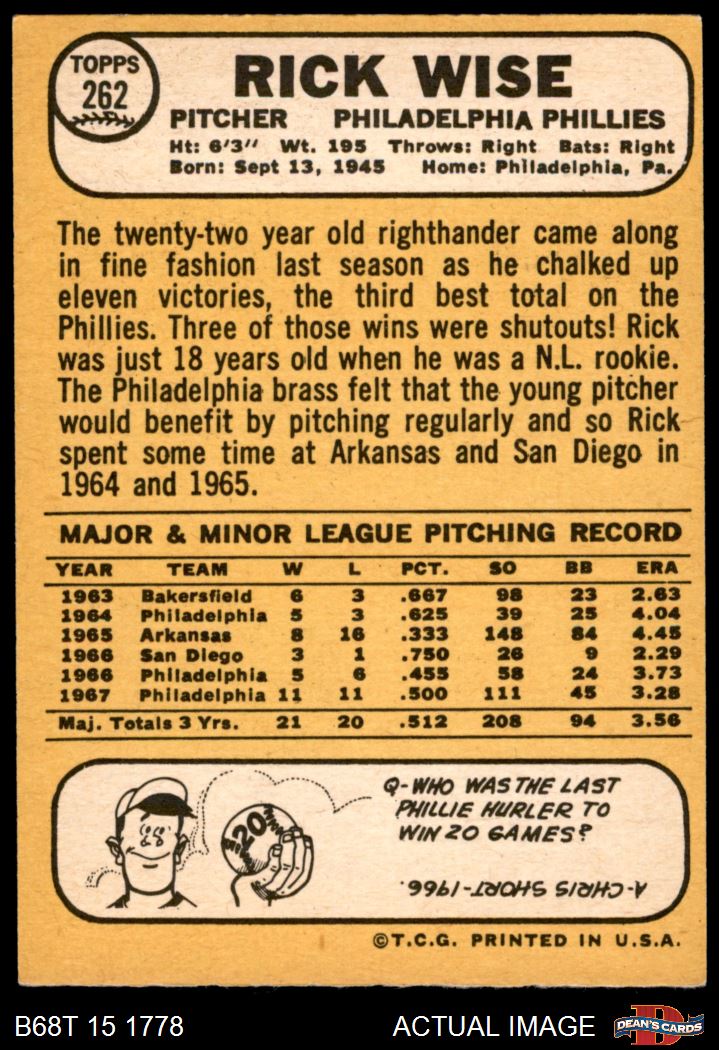 TOPPS
262
RICK WISE
PITCHER PHILADELPHIA PHILLIES
Ht: 6'3" Wt. 195 Throws: Right Bats: Right
Born: Sept 13, 1945 Home: Philadelphia, Pa.
The twenty-two year old righthander came along
in fine fashion last season as he chalked up
eleven victories, the third best total on the
Phillies. Three of those wins were shutouts! Rick
was just 18 years old when he was a N.L. rookie.
The Philadelphia brass felt that the young pitcher
would benefit by pitching regularly and so Rick
spent some time at Arkansas and San Diego in
1964 and 1965.
MAJOR & MINOR LEAGUE PITCHING RECORD
YEAR TEAM W L PCT. SO BB ERA
1963 Bakersfield 6 3 .667 98 23 2.63
1964 Philadelphia 5 3 .625 39 25 4.04
1965 Arkansas 8 16 .333 148 84 4.45
1966 San Diego 3 1 .750 26 9 2.29
1966 Philadelphia 5 6 .455 58 24 3.73
1967 Philadelphia 11 11 .500 111 45 3.28
Maj. Totals 3 Yrs. 21 20 .512 208 94 3.56
20
Q-WHO WAS THE LAST
PHILLIE HURLER TO
WIN 20 GAMES?
A-CHRIS SHORT-1966.
©T.C.G. PRINTED IN U.S.A.
B68T 15 1778 ACTUAL IMAGE D DEAN'S CARDS